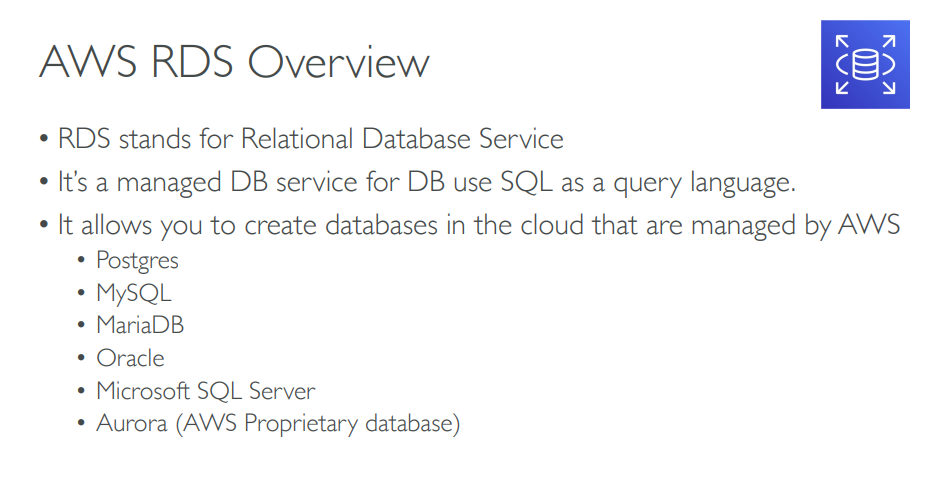 AWS RDS Overview
• RDS stands for Relational Database Service
• It’s a managed DB service for DB use SQL as a query language.
• It allows you to create databases in the cloud that are managed by AWS
• Postgres
• MySQL
• MariaDB
• Oracle
• Microsoft SQL Server
• Aurora (AWS Proprietary database)